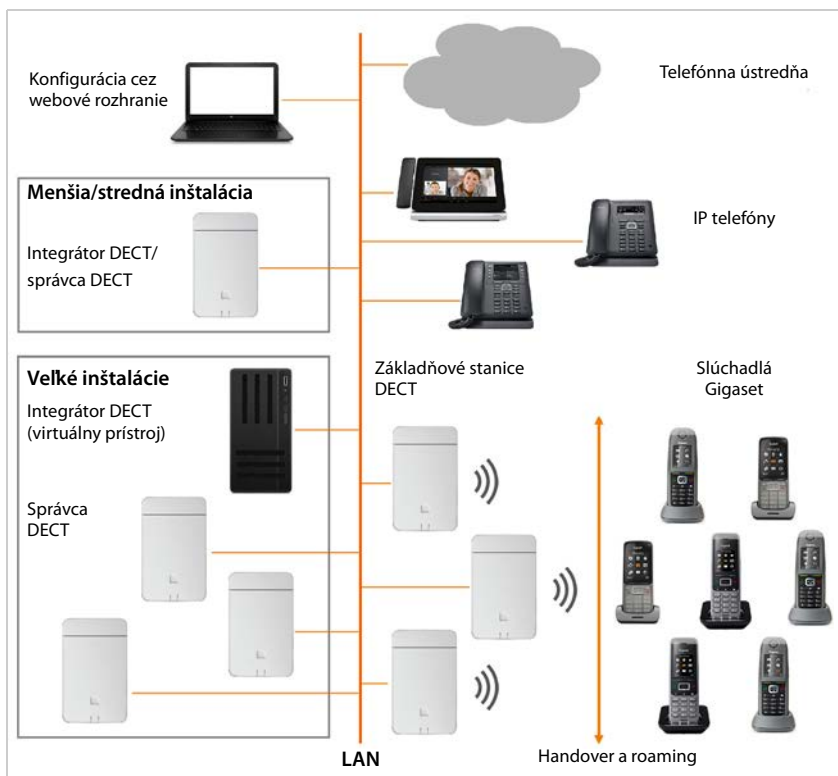 Konfigurácia cez
webové rozhranie
Telefónna ústredňa
Menšia/stredná inštalácia
Integrátor DECT/
správca DECT
IP telefóny
Veľké inštalácie
Integrátor DECT
(virtuálny prístroj)
Správca
DECT
Základňové stanice
DECT
Slúchadlá
Gigaset
LAN
Handover a roaming